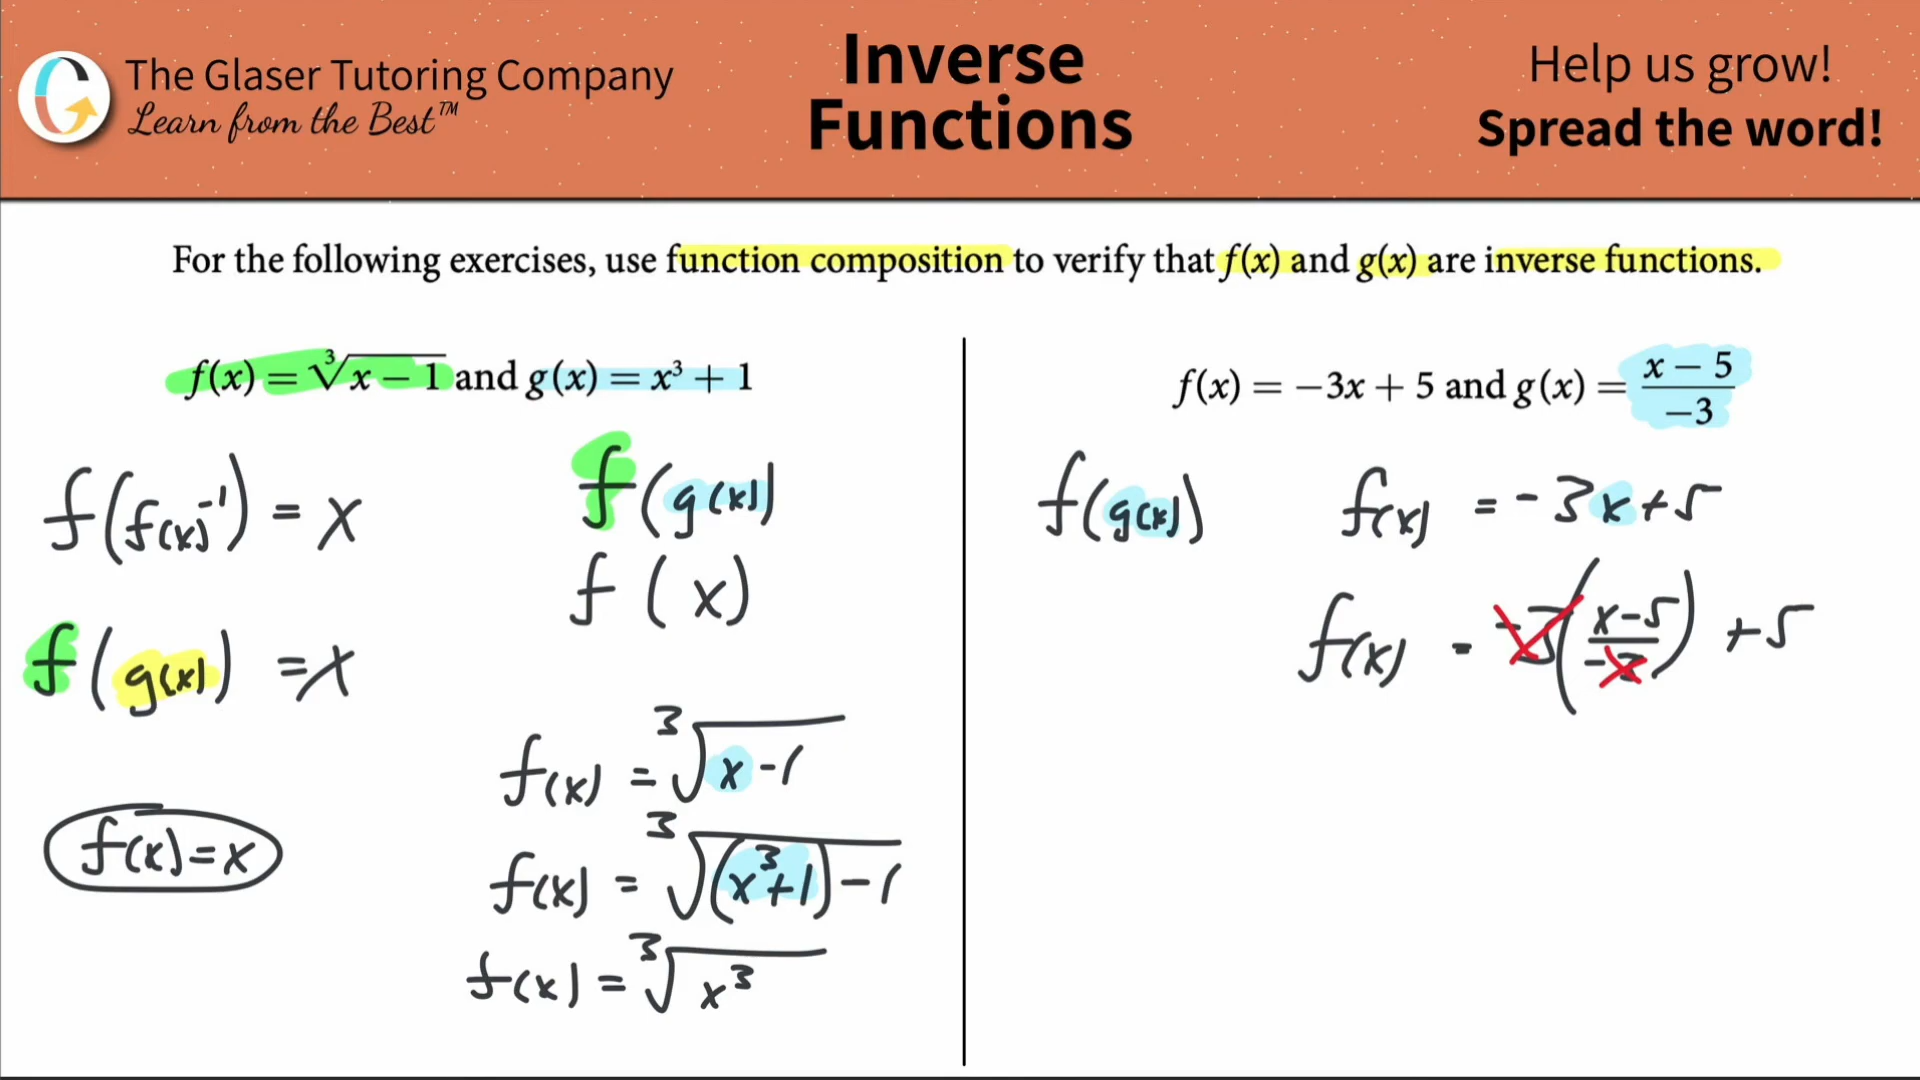 The Glaser Tutoring Company
Learn from the Best™
Inverse
Functions
Help us grow!
Spread the word!
For the following exercises, use function composition to verify that f(x) and g(x) are inverse functions.
f(x) = ∛(x − 1) and g(x) = x³ + 1
f(f(x)⁻¹) = x
f(g(x))
f(x)
f(g(x)) = x
f(x) = ∛(x-1)
f(x) = x
f(x) = ∛((x³+1)-1)
f(x) = ∛(x³)
f(x) = −3x + 5 and g(x) = (x − 5)/(−3)
f(g(x))
f(x) = -3x+5
f(x) = -3((x-5)/(-3)) +5